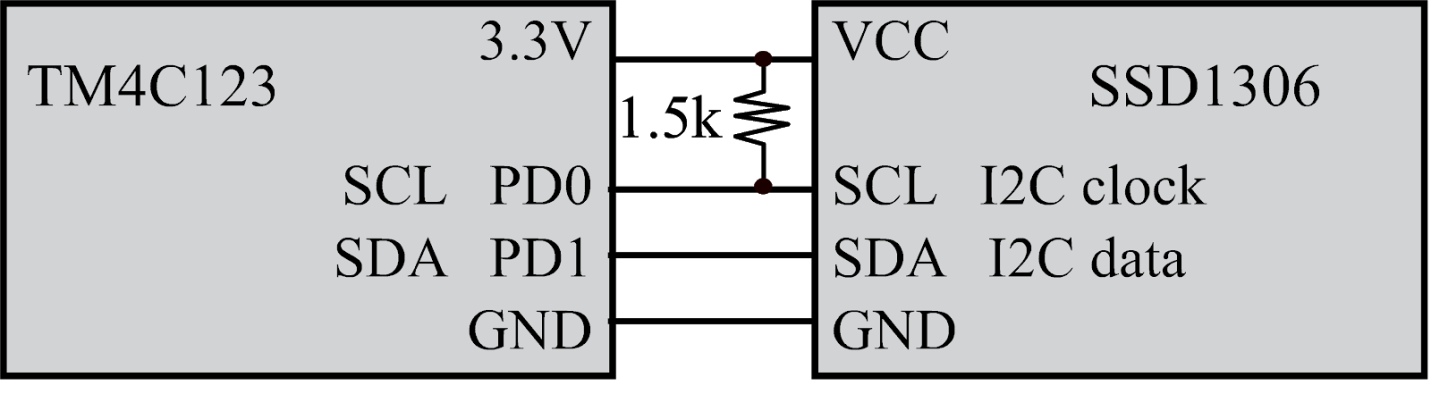 3.3V VCC
TM4C123 SSD1306
1.5k
SCL PD0 SCL I2C clock
SDA PD1 SDA I2C data
GND GND